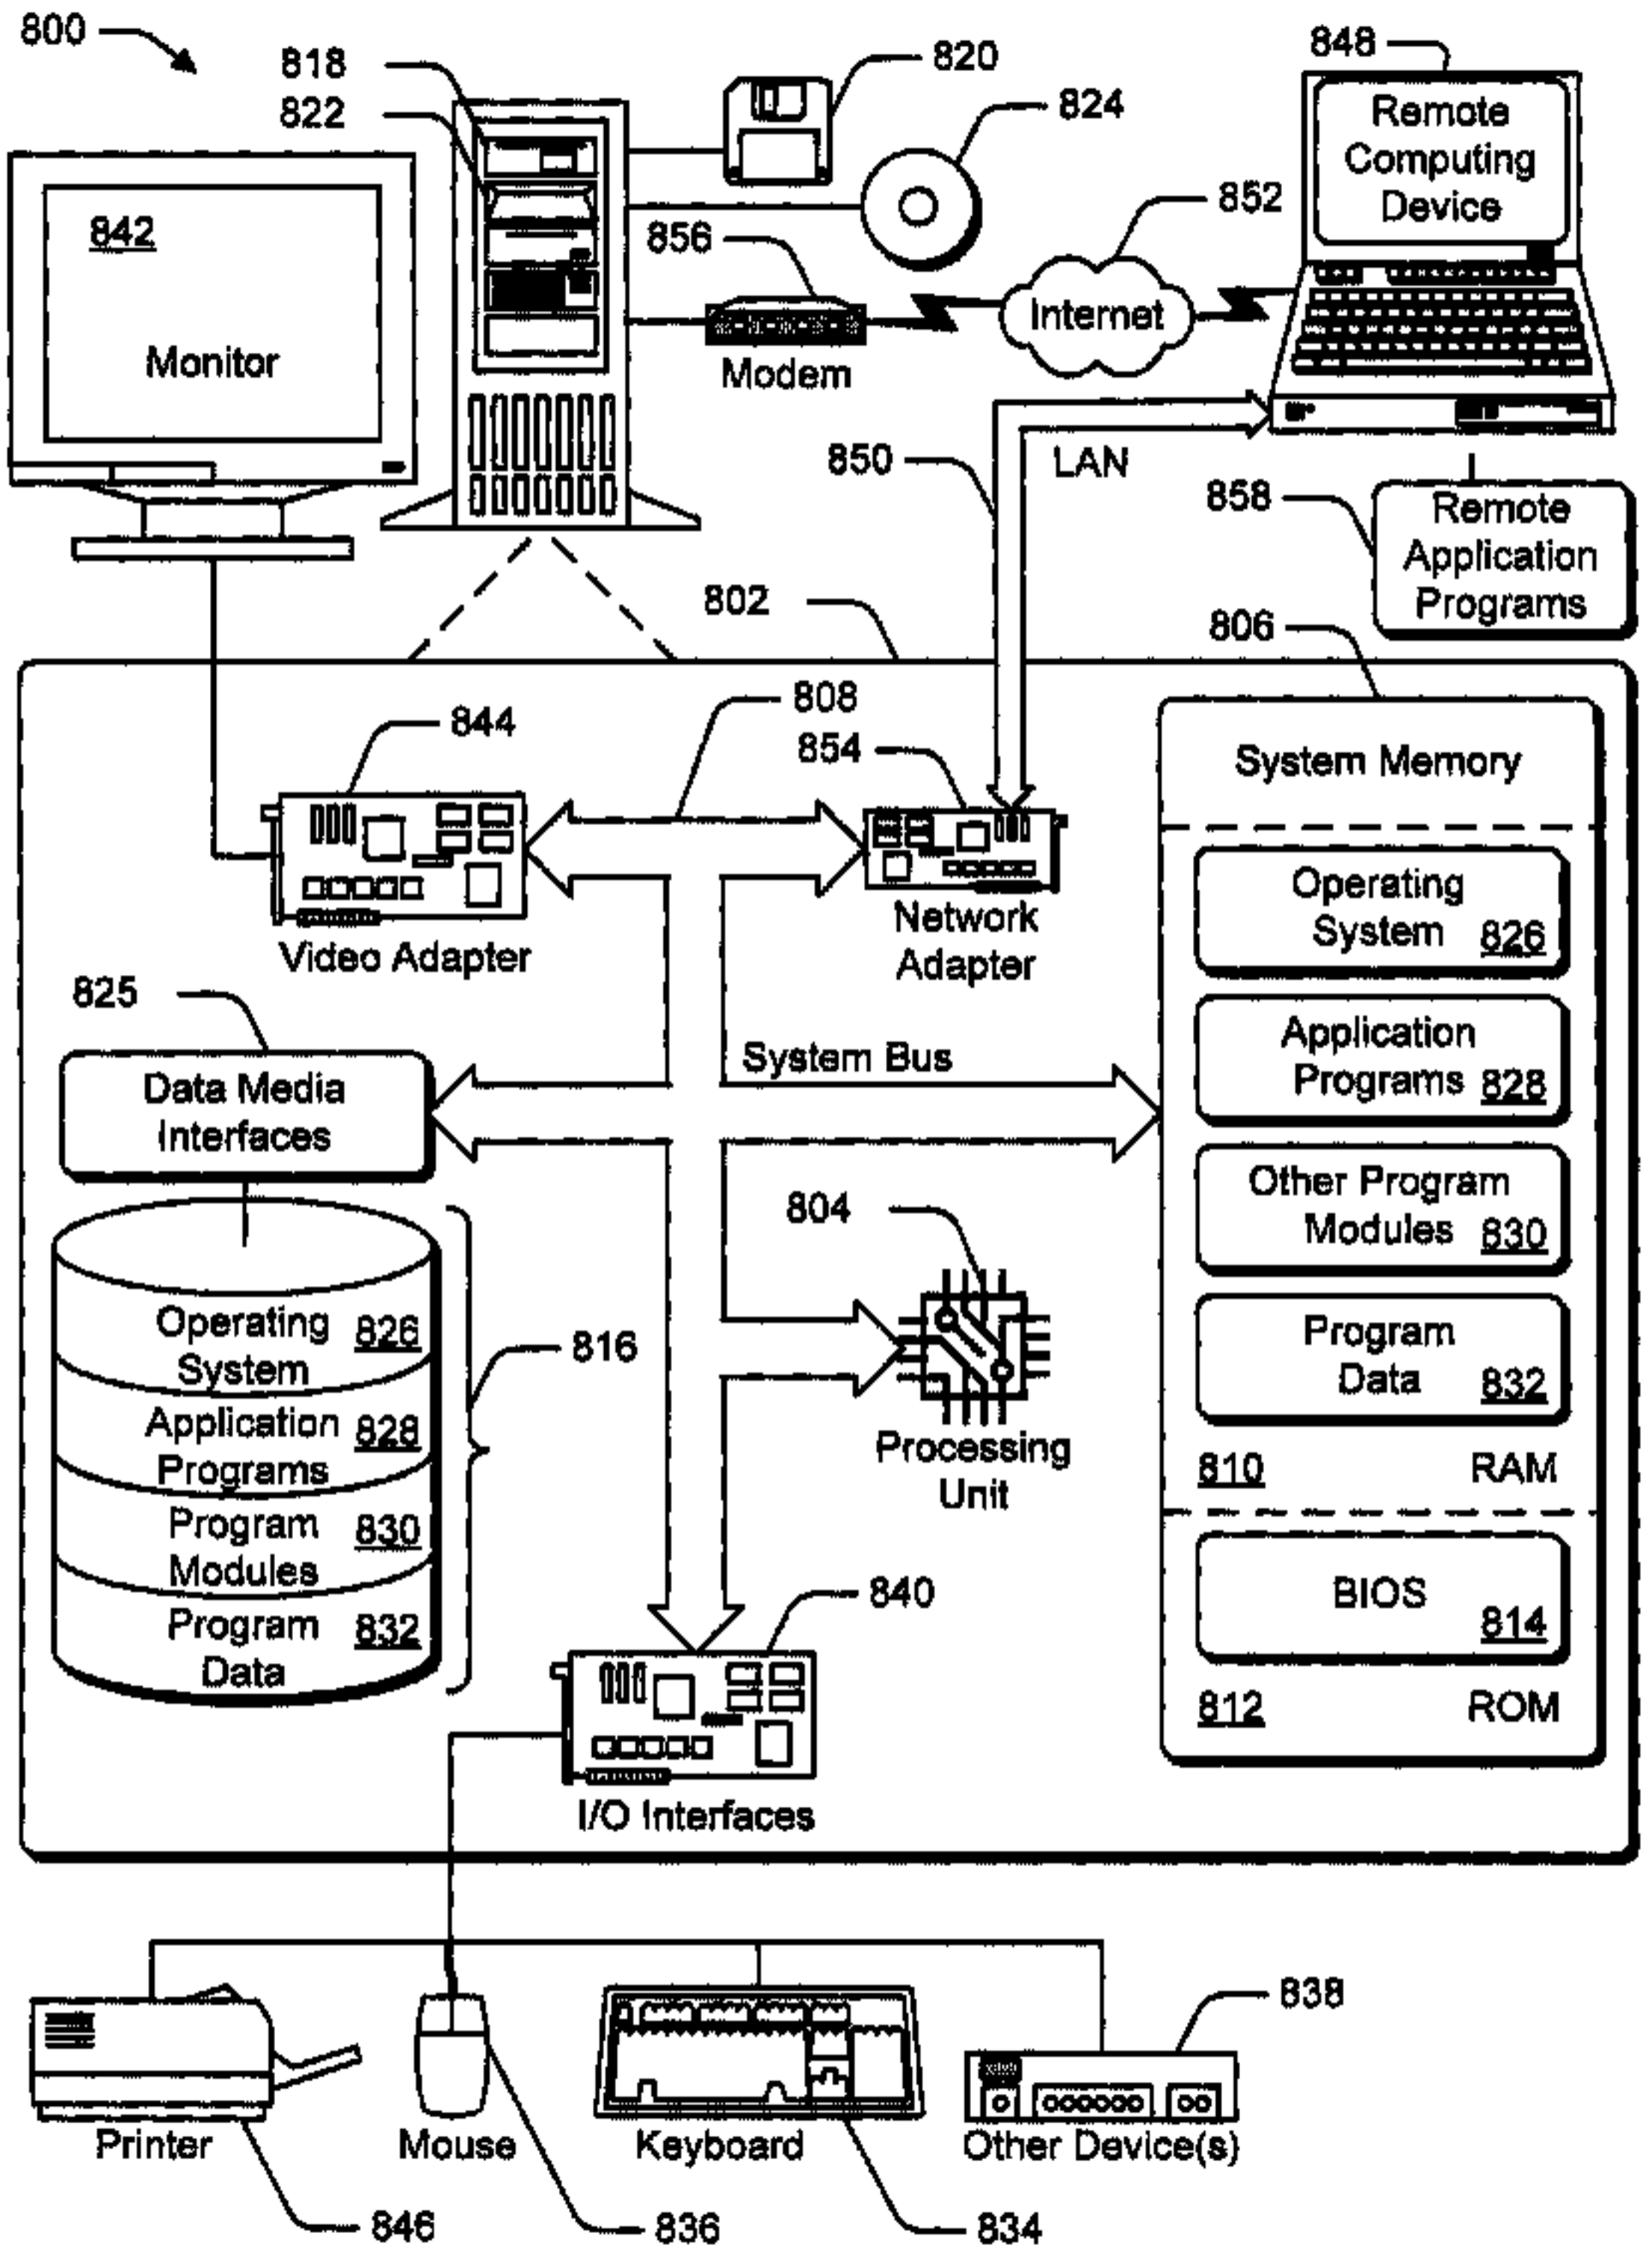 800
818
822
820
824
848
Remote
Computing
Device
842
856
852
Internet
Monitor
Modem
850
LAN
858
Remote
Application
Programs
802
806
808
844
854
System Memory
Video Adapter
Network
Adapter
Operating
System 826
825
Data Media
Interfaces
System Bus
Application
Programs 828
Other Program
Modules 830
804
Operating
System 826
816
Program
Data 832
Application
Programs 828
Processing
Unit
810 RAM
Program
Modules 830
840
BIOS
814
Program
Data 832
812 ROM
I/O Interfaces
838
Printer
Mouse
Keyboard
Other Device(s)
846
836
834